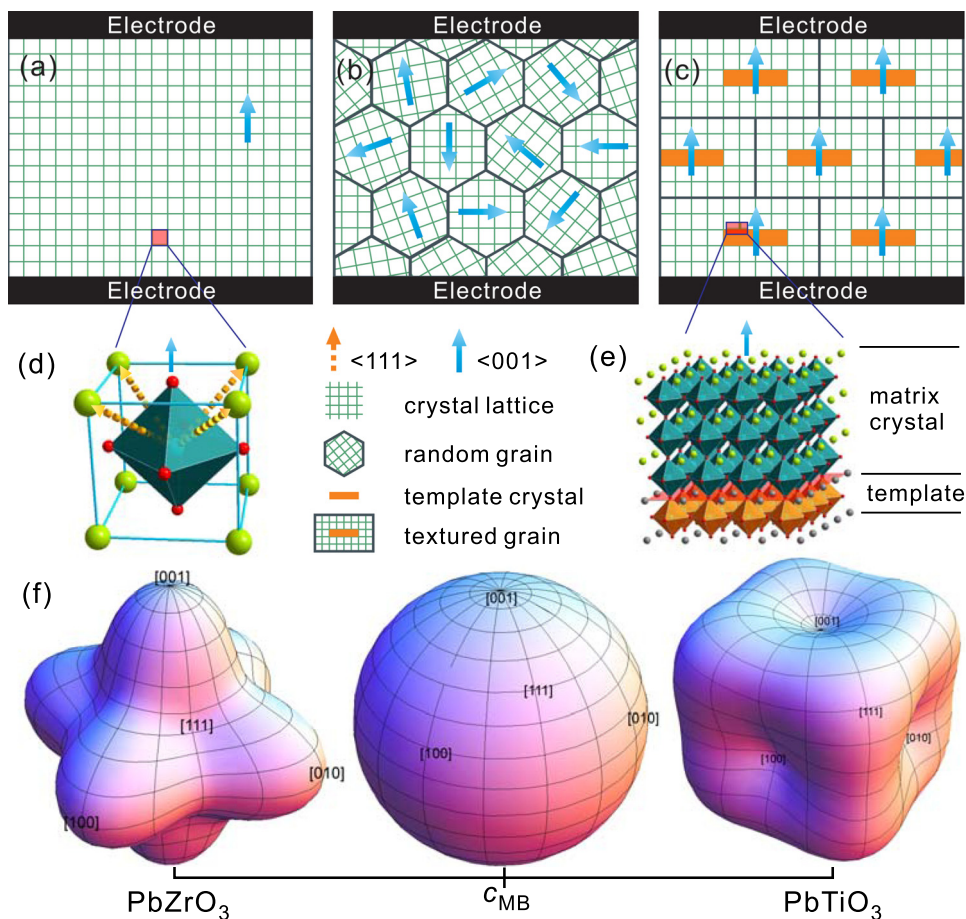 Electrode Electrode Electrode
(a) (b) (c)
Electrode Electrode Electrode
(d) <111> <001> (e)
crystal lattice
random grain
template crystal
textured grain
matrix
crystal
template
(f)
[001] [111] [100] [010]
[001] [111] [100] [010]
[001] [111] [100] [010]
PbZrO₃ cMB PbTiO₃